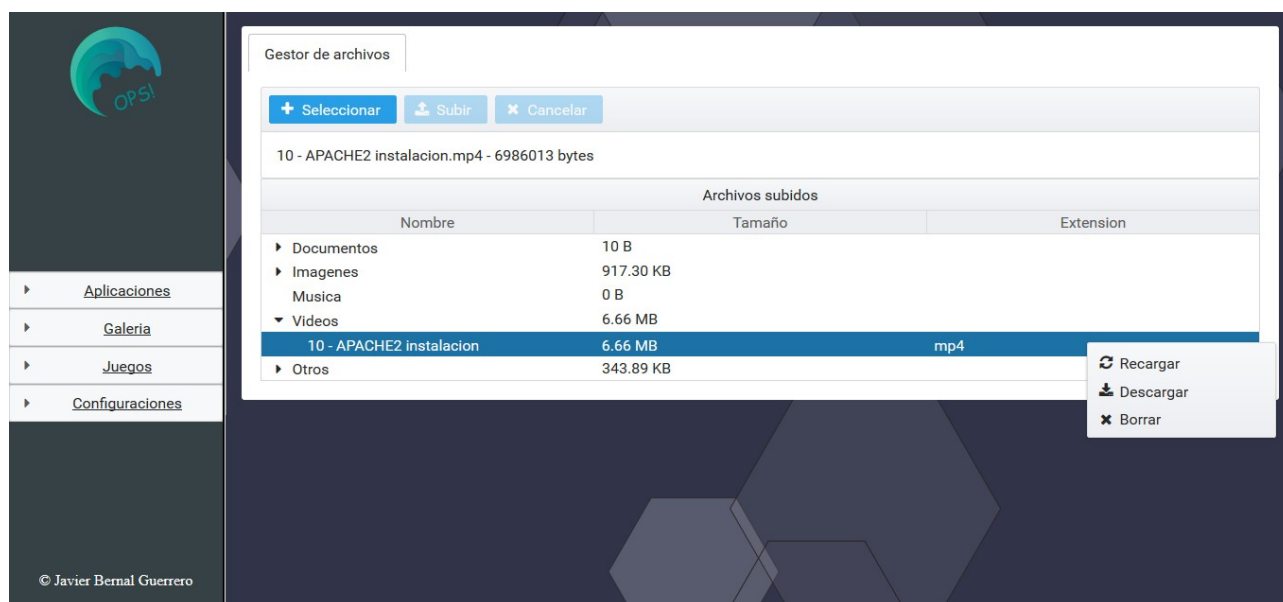 OPS!
Aplicaciones
Galeria
Juegos
Configuraciones
© Javier Bernal Guerrero
Gestor de archivos
Seleccionar Subir Cancelar
10 - APACHE2 instalacion.mp4 - 6986013 bytes
Archivos subidos
Nombre Tamaño Extension
Documentos 10 B
Imagenes 917.30 KB
Musica 0 B
Videos 6.66 MB
10 - APACHE2 instalacion 6.66 MB mp4
Otros 343.89 KB
Recargar
Descargar
Borrar